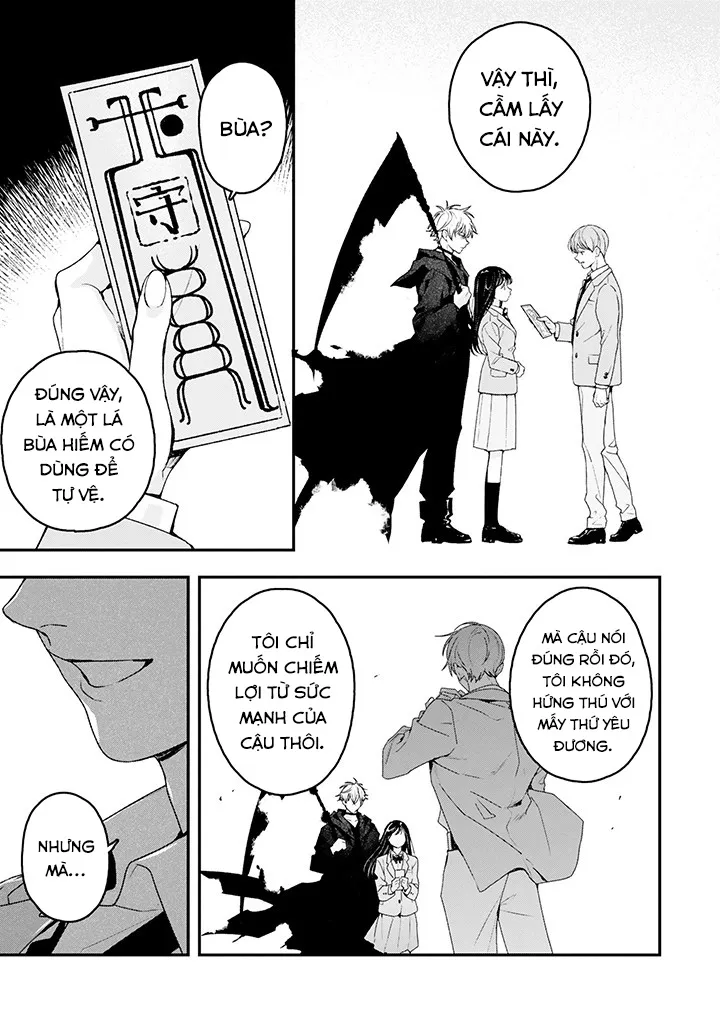 VẬY THÌ,
CẦM LẤY
CÁI NÀY.
BÙA?
守
ĐÚNG VẬY,
LÀ MỘT LÁ
BÙA HIẾM CÓ
DÙNG ĐỂ
TỰ VỆ.
MÀ CẬU NÓI
ĐÚNG RỒI ĐÓ,
TÔI KHÔNG
HỨNG THÚ VỚI
MẤY THỨ YÊU
ĐƯƠNG.
TÔI CHỈ
MUỐN CHIẾM
LỢI TỪ SỨC
MẠNH CỦA
CẬU THÔI.
NHƯNG
MÀ...